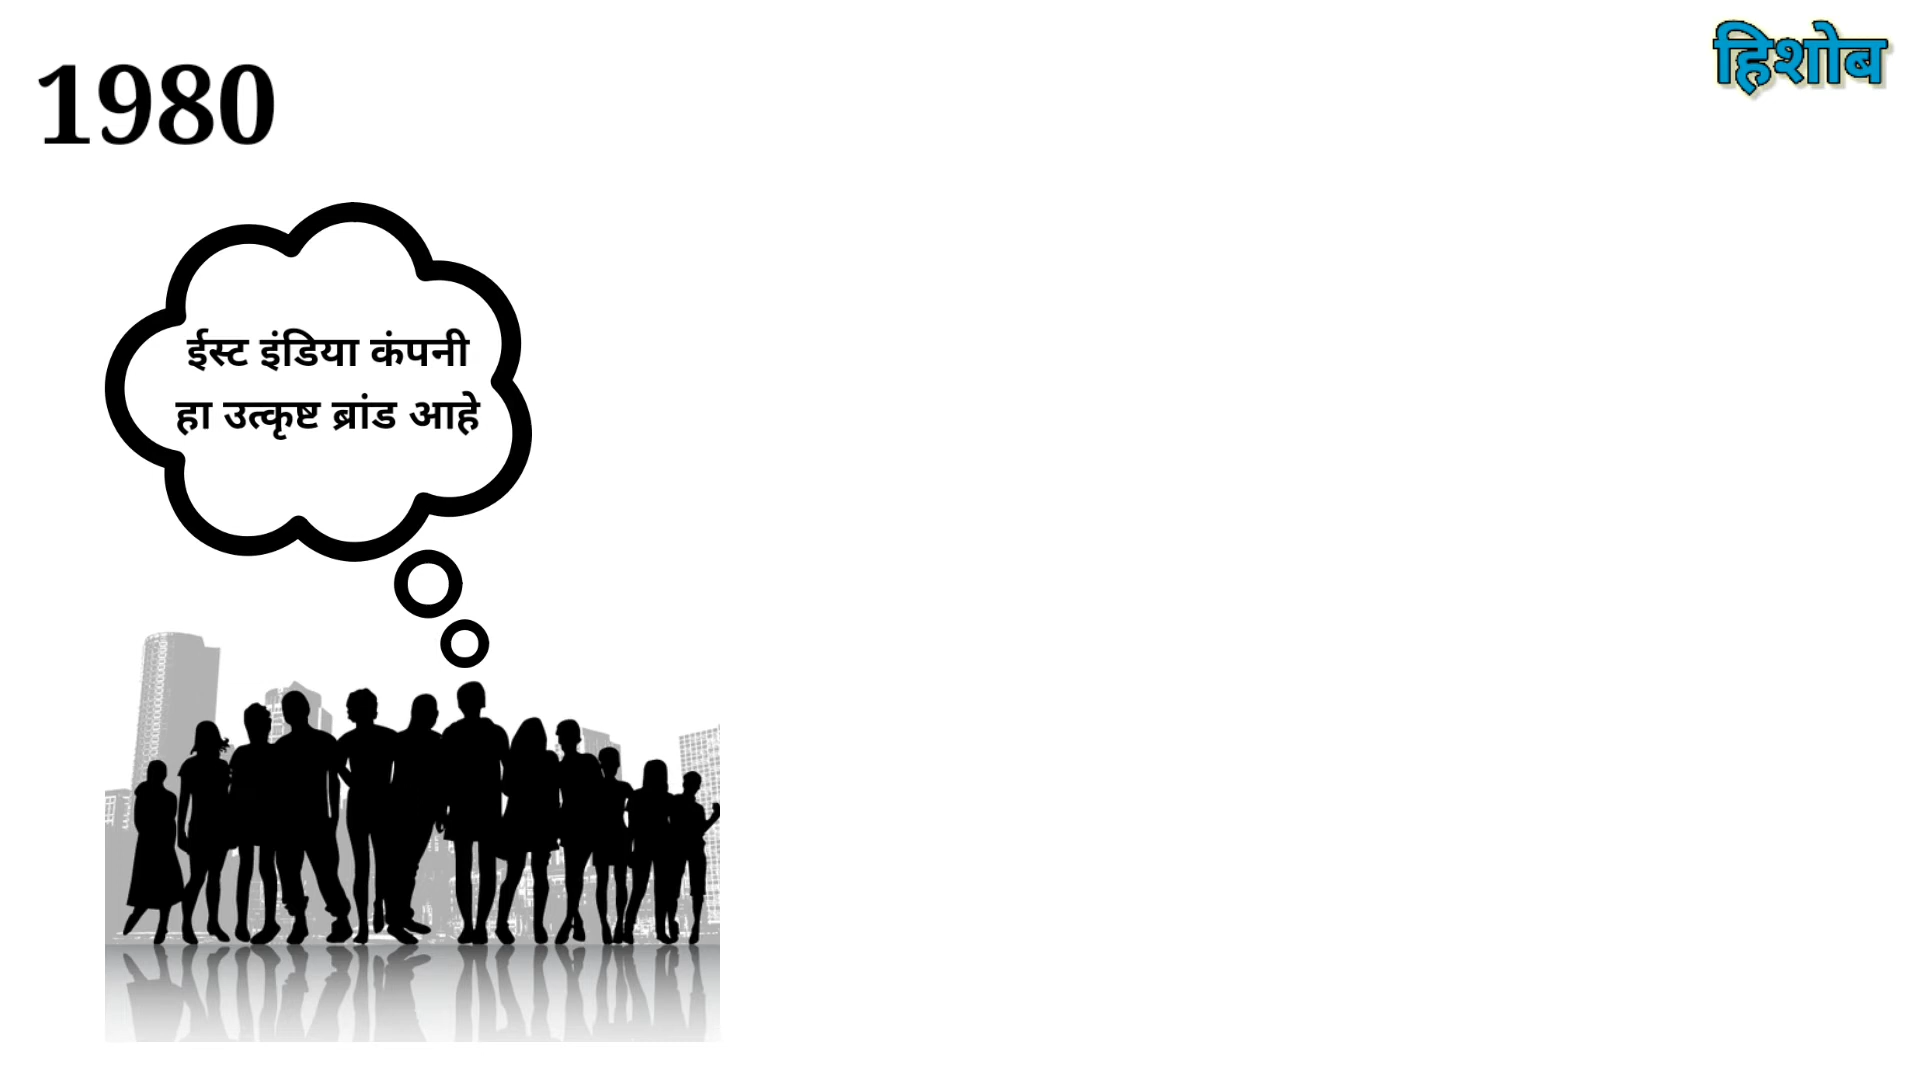 1980
हिशोब
ईस्ट इंडिया कंपनी
हा उत्कृष्ट ब्रांड आहे